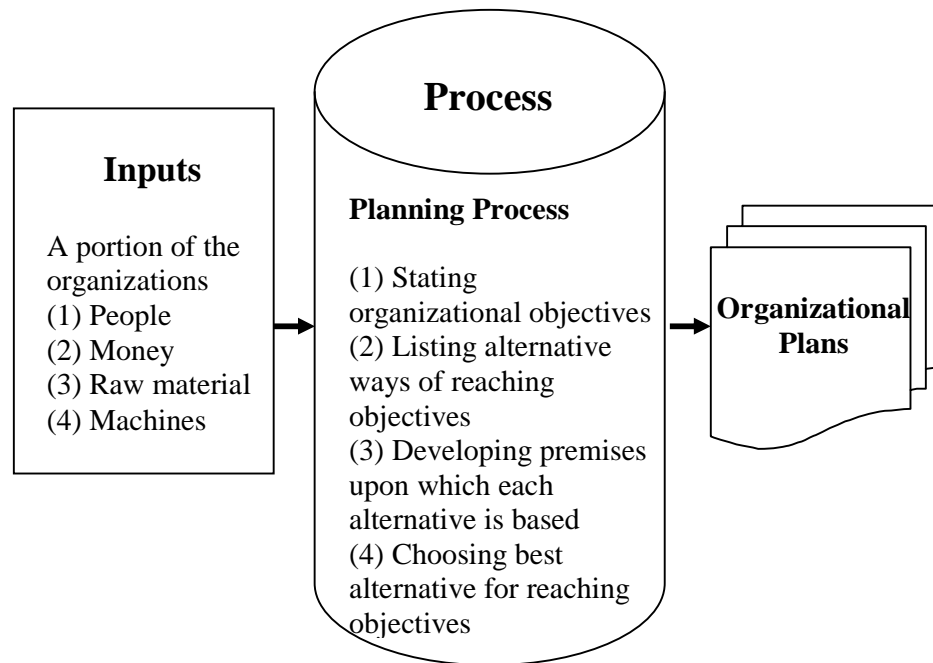 Inputs
A portion of the
organizations
(1) People
(2) Money
(3) Raw material
(4) Machines
Process
Planning Process
(1) Stating
organizational objectives
(2) Listing alternative
ways of reaching
objectives
(3) Developing premises
upon which each
alternative is based
(4) Choosing best
alternative for reaching
objectives
Organizational
Plans